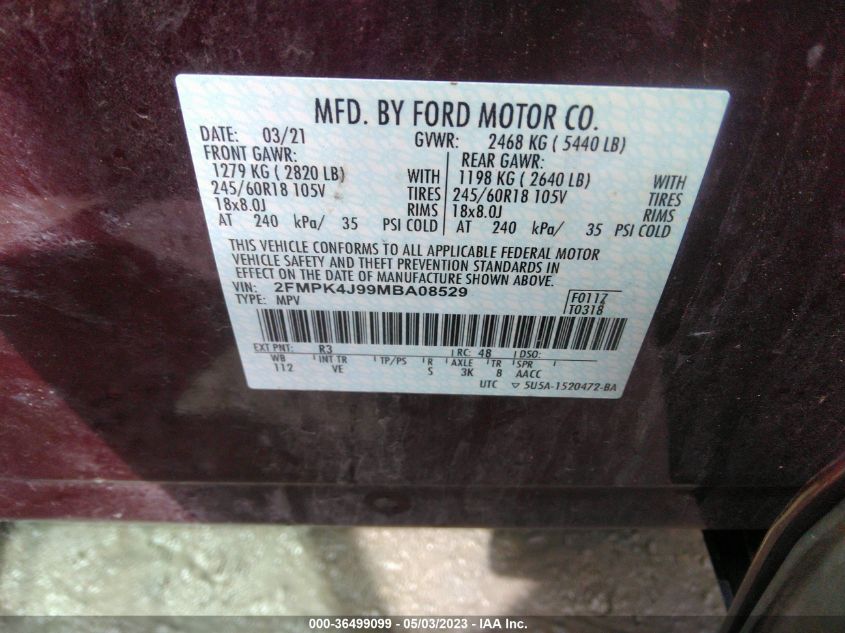 MFD. BY FORD MOTOR CO.
DATE: 03/21 GVWR: 2468 KG ( 5440 LB)
FRONT GAWR: REAR GAWR:
1279 KG ( 2820 LB) WITH 1198 KG ( 2640 LB) WITH
245/60R18 105V TIRES 245/60R18 105V TIRES
18x8.0J RIMS 18x8.0J RIMS
AT 240 kPa/ 35 PSI COLD AT 240 kPa/ 35 PSI COLD
THIS VEHICLE CONFORMS TO ALL APPLICABLE FEDERAL MOTOR
VEHICLE SAFETY AND THEFT PREVENTION STANDARDS IN
EFFECT ON THE DATE OF MANUFACTURE SHOWN ABOVE.
VIN: 2FMPK4J99MBA08529
TYPE: MPV
F0117
T0318
EXT PNT: R3 RC: 48 DSO:
WB INT TR TP/PS R AXLE TR SPR
112 VE S 3K 8 AACC
UTC ▽ 5U5A-1520472-BA
000-36499099 - 05/03/2023 - IAA Inc.